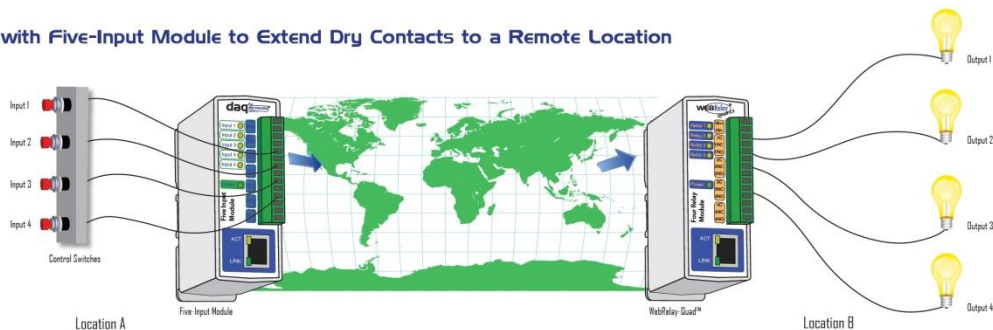 with Five-Input Module to Extend Dry Contacts to a Remote Location
Input 1
Input 2
Input 3
Input 4
Control Switches
Location A
daq
Input 1
Input 2
Input 3
Input 4
Input 5
Power
Five Input
Module
ACT
LINK
Five-Input Module
WEBRelay
Quad
Relay 1
Relay 2
Relay 3
Relay 4
Power
Four Relay
Module
ACT
LINK
WebRelay-Quad™
Output 1
Output 2
Output 3
Output 4
Location B